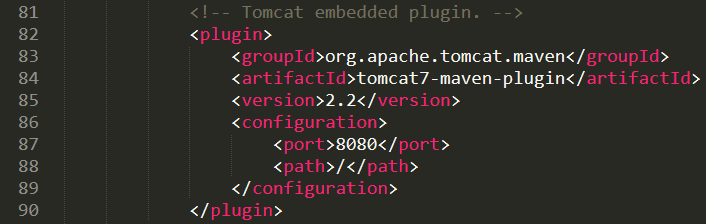 81 <!-- Tomcat embedded plugin. -->
82 <plugin>
83 <groupId>org.apache.tomcat.maven</groupId>
84 <artifactId>tomcat7-maven-plugin</artifactId>
85 <version>2.2</version>
86 <configuration>
87 <port>8080</port>
88 <path>/</path>
89 </configuration>
90 </plugin>